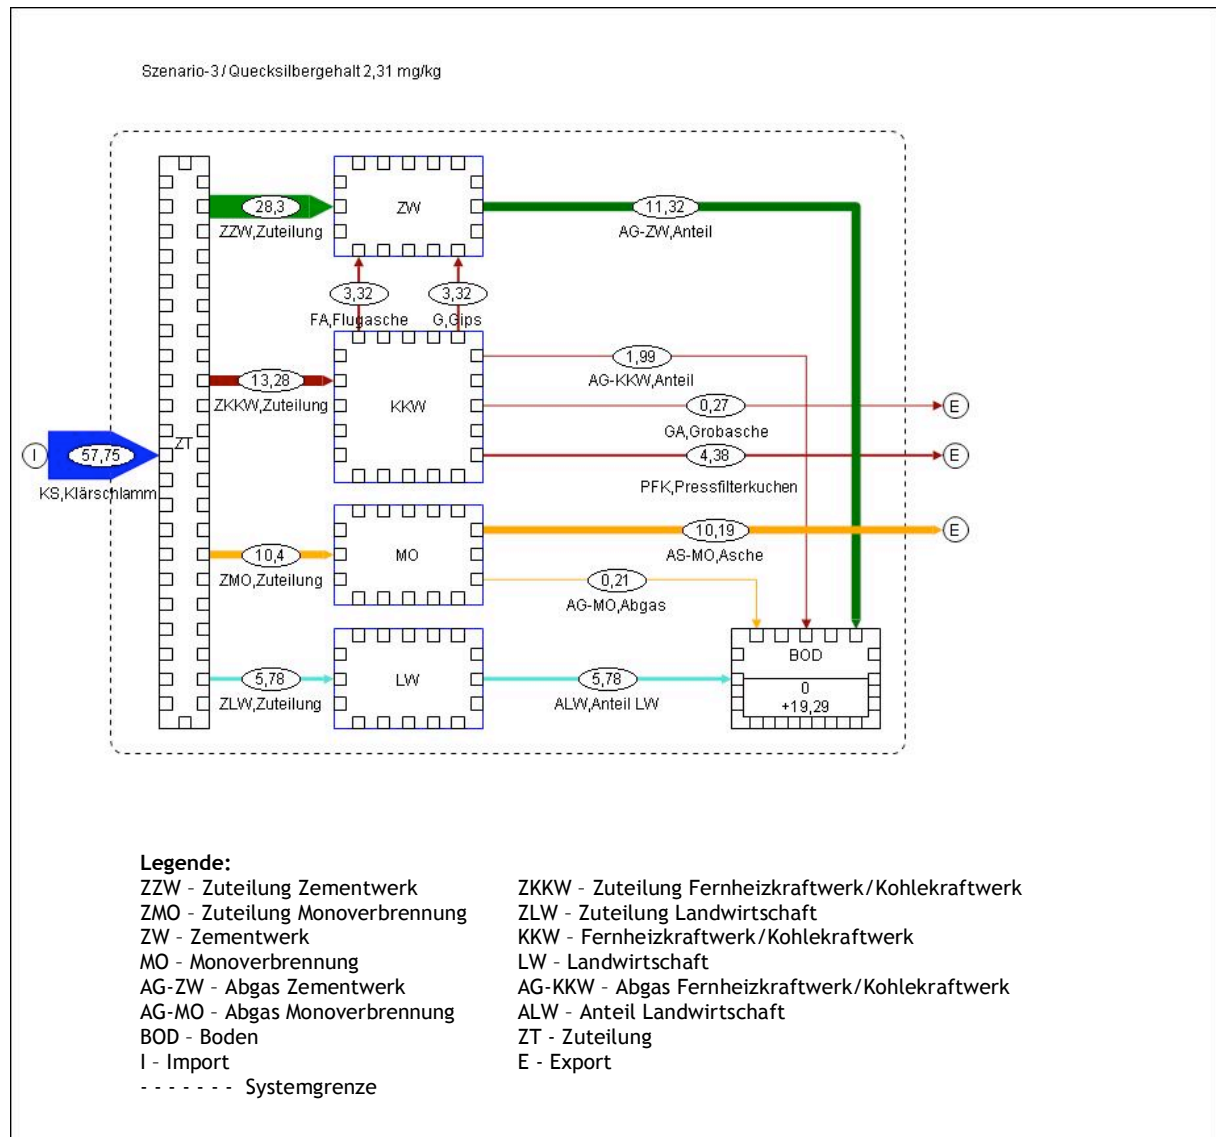 Szenario-3 / Quecksilbergehalt 2,31 mg/kg
28,3
ZZW,Zuteilung
ZW
11,32
AG-ZW,Anteil
3,32
FA,Flugasche
3,32
G,Gips
13,28
ZKKW,Zuteilung
KKW
1,99
AG-KKW,Anteil
0,27
GA,Grobasche
E
4,38
PFK,Pressfilterkuchen
E
I
57,75
KS,Klärschlamm
ZT
10,4
ZMO,Zuteilung
MO
10,19
AS-MO,Asche
E
0,21
AG-MO,Abgas
5,78
ZLW,Zuteilung
LW
5,78
ALW,Anteil LW
BOD
0
+19,29
Legende:
ZZW – Zuteilung Zementwerk ZKKW – Zuteilung Fernheizkraftwerk/Kohlekraftwerk
ZMO – Zuteilung Monoverbrennung ZLW – Zuteilung Landwirtschaft
ZW – Zementwerk KKW – Fernheizkraftwerk/Kohlekraftwerk
MO – Monoverbrennung LW – Landwirtschaft
AG-ZW – Abgas Zementwerk AG-KKW – Abgas Fernheizkraftwerk/Kohlekraftwerk
AG-MO – Abgas Monoverbrennung ALW – Anteil Landwirtschaft
BOD – Boden ZT - Zuteilung
I – Import E - Export
- - - - - - - Systemgrenze